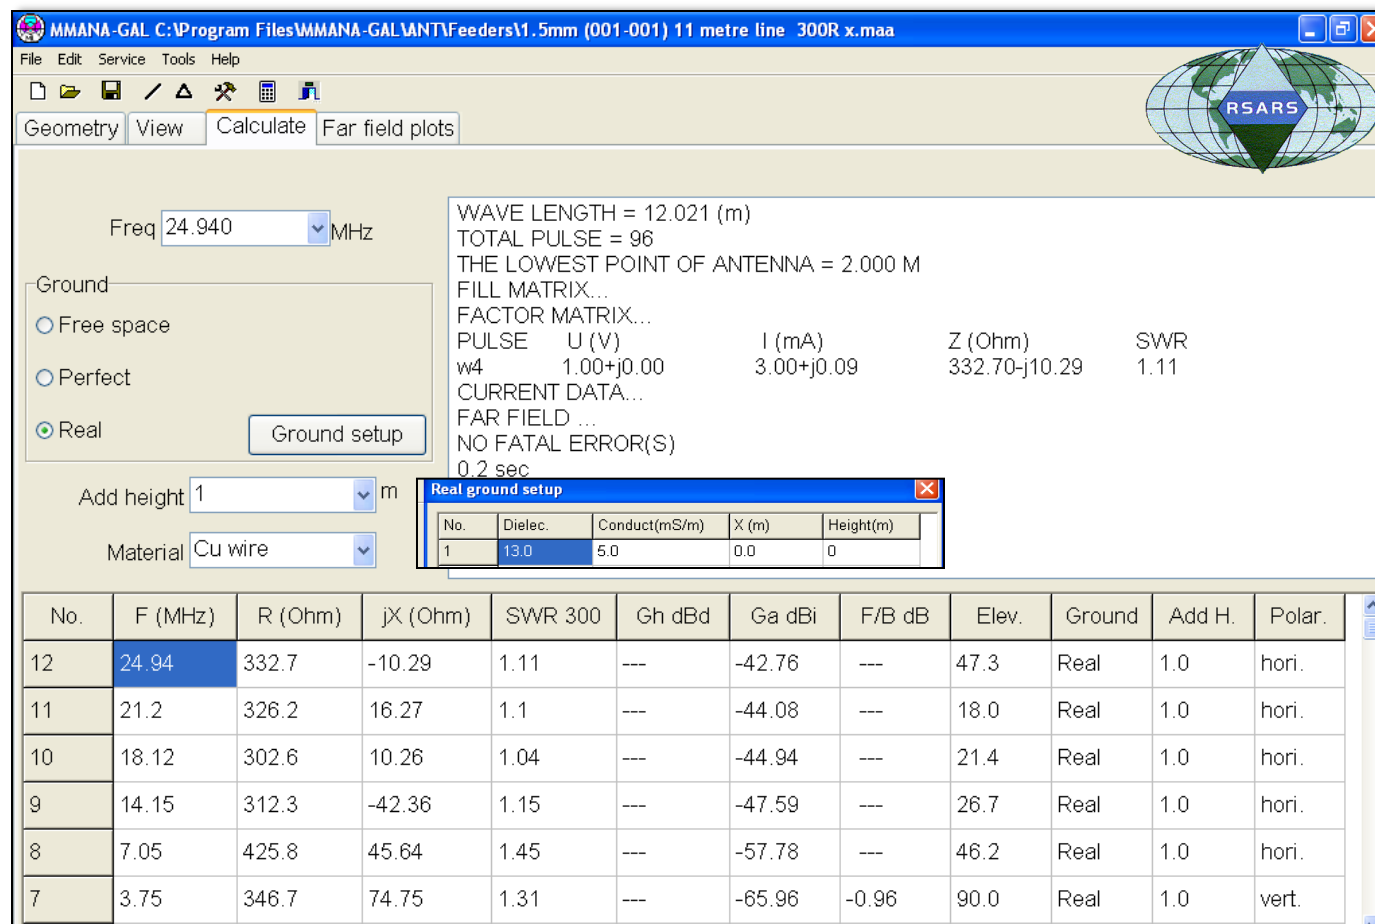 MMANA-GAL C:\Program Files\MMANA-GAL\ANT\Feeders\1.5mm (001-001) 11 metre line  300R x.maa
File Edit Service Tools Help
RSARS
Geometry View Calculate Far field plots
Freq 24.940 MHz
Ground
Free space
Perfect
Real
Ground setup
Add height 1 m
Material Cu wire
WAVE LENGTH = 12.021 (m)
TOTAL PULSE = 96
THE LOWEST POINT OF ANTENNA = 2.000 M
FILL MATRIX...
FACTOR MATRIX...
PULSE U (V) I (mA) Z (Ohm) SWR
w4 1.00+j0.00 3.00+j0.09 332.70-j10.29 1.11
CURRENT DATA...
FAR FIELD ...
NO FATAL ERROR(S)
0.2 sec
Real ground setup
No. Dielec. Conduct(mS/m) X (m) Height(m)
1 13.0 5.0 0.0 0
No. F (MHz) R (Ohm) jX (Ohm) SWR 300 Gh dBd Ga dBi F/B dB Elev. Ground Add H. Polar.
12 24.94 332.7 -10.29 1.11 --- -42.76 --- 47.3 Real 1.0 hori.
11 21.2 326.2 16.27 1.1 --- -44.08 --- 18.0 Real 1.0 hori.
10 18.12 302.6 10.26 1.04 --- -44.94 --- 21.4 Real 1.0 hori.
9 14.15 312.3 -42.36 1.15 --- -47.59 --- 26.7 Real 1.0 hori.
8 7.05 425.8 45.64 1.45 --- -57.78 --- 46.2 Real 1.0 hori.
7 3.75 346.7 74.75 1.31 --- -65.96 -0.96 90.0 Real 1.0 vert.